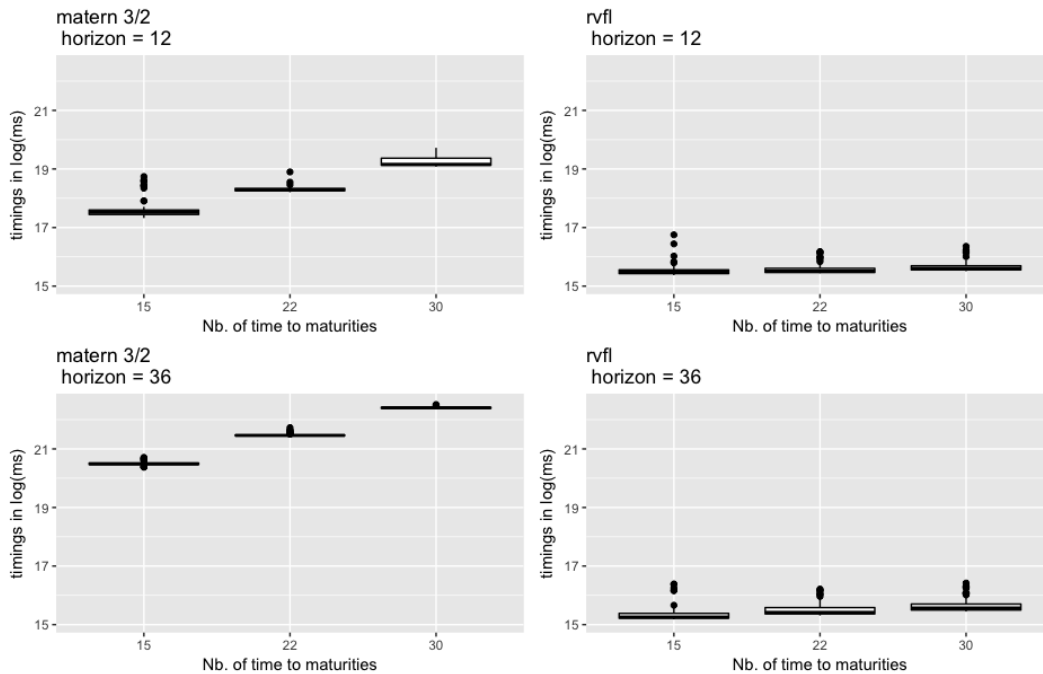 matern 3/2
horizon = 12
timings in log(ms)
21
19
17
15
15 22 30
Nb. of time to maturities
rvfl
horizon = 12
timings in log(ms)
21
19
17
15
15 22 30
Nb. of time to maturities
matern 3/2
horizon = 36
timings in log(ms)
21
19
17
15
15 22 30
Nb. of time to maturities
rvfl
horizon = 36
timings in log(ms)
21
19
17
15
15 22 30
Nb. of time to maturities